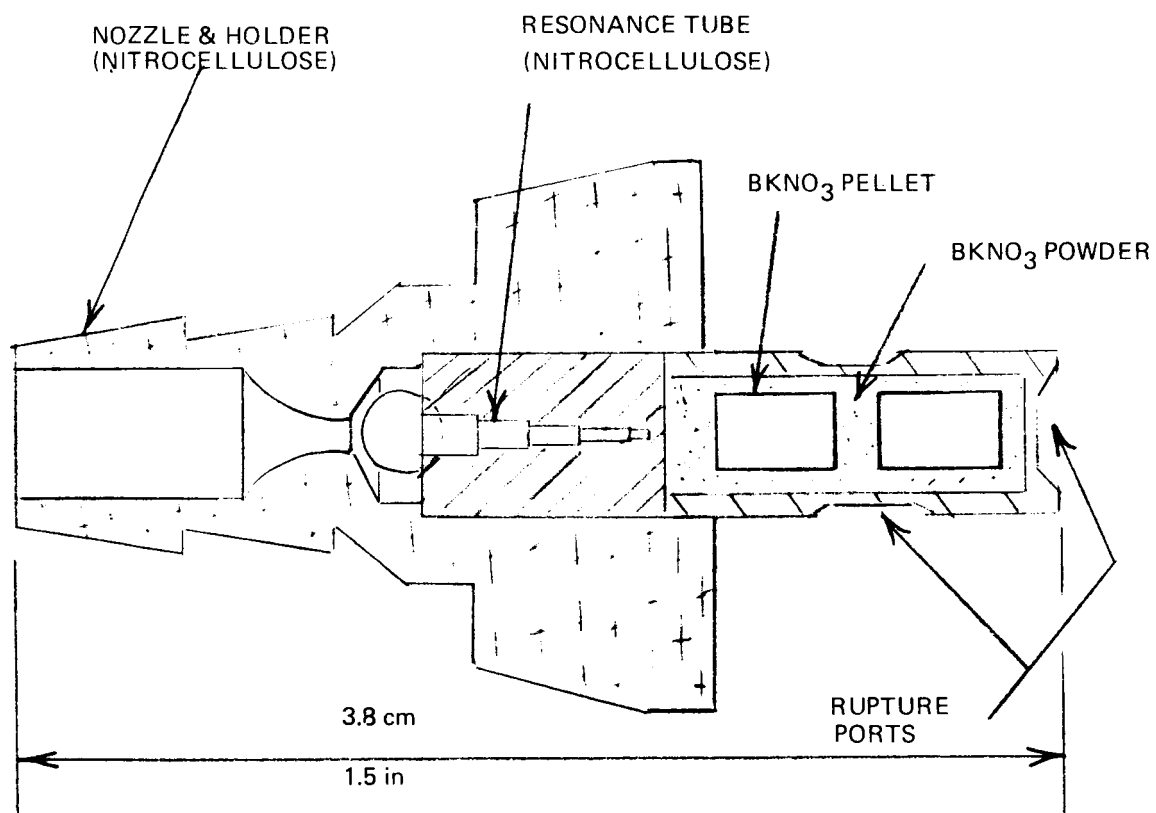 NOZZLE & HOLDER
(NITROCELLULOSE)
RESONANCE TUBE
(NITROCELLULOSE)
BKNO₃ PELLET
BKNO₃ POWDER
RUPTURE
PORTS
3.8 cm
1.5 in